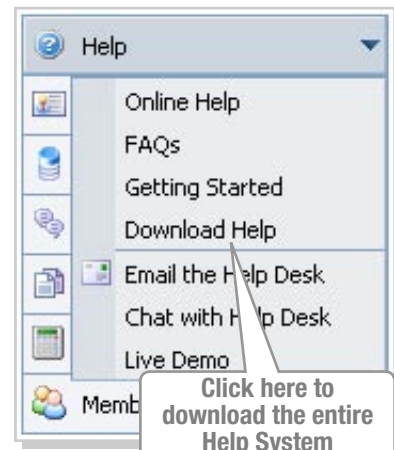 Help
Online Help
FAQs
Getting Started
Download Help
Email the Help Desk
Chat with Help Desk
Live Demo
Memb
Click here to
download the entire
Help System